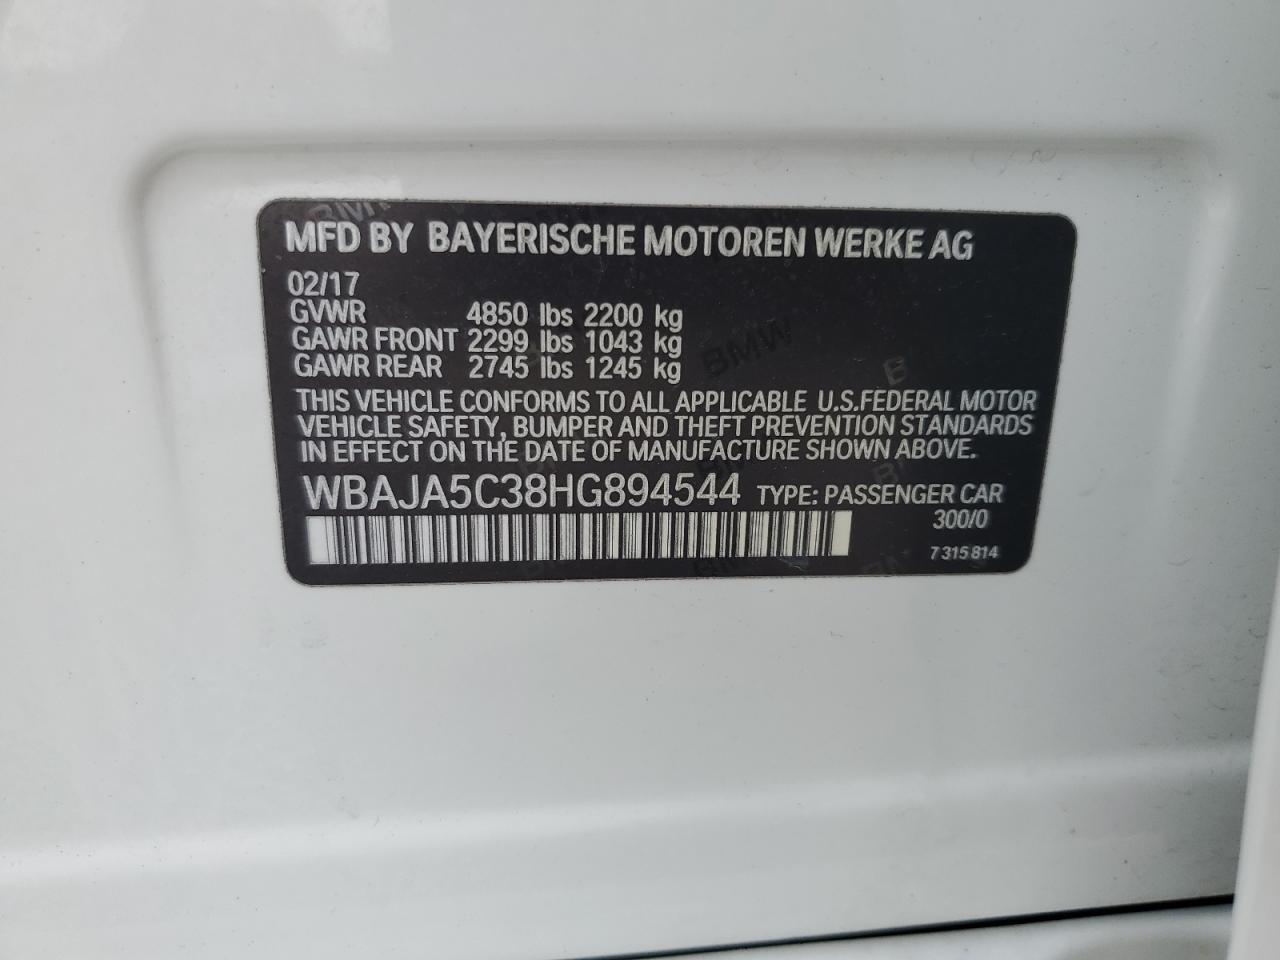 MFD BY BAYERISCHE MOTOREN WERKE AG
02/17
GVWR 4850 lbs 2200 kg
GAWR FRONT 2299 lbs 1043 kg
GAWR REAR 2745 lbs 1245 kg
THIS VEHICLE CONFORMS TO ALL APPLICABLE U.S.FEDERAL MOTOR
VEHICLE SAFETY, BUMPER AND THEFT PREVENTION STANDARDS
IN EFFECT ON THE DATE OF MANUFACTURE SHOWN ABOVE.
WBAJA5C38HG894544 TYPE: PASSENGER CAR
300/0
7 315 814
BMW